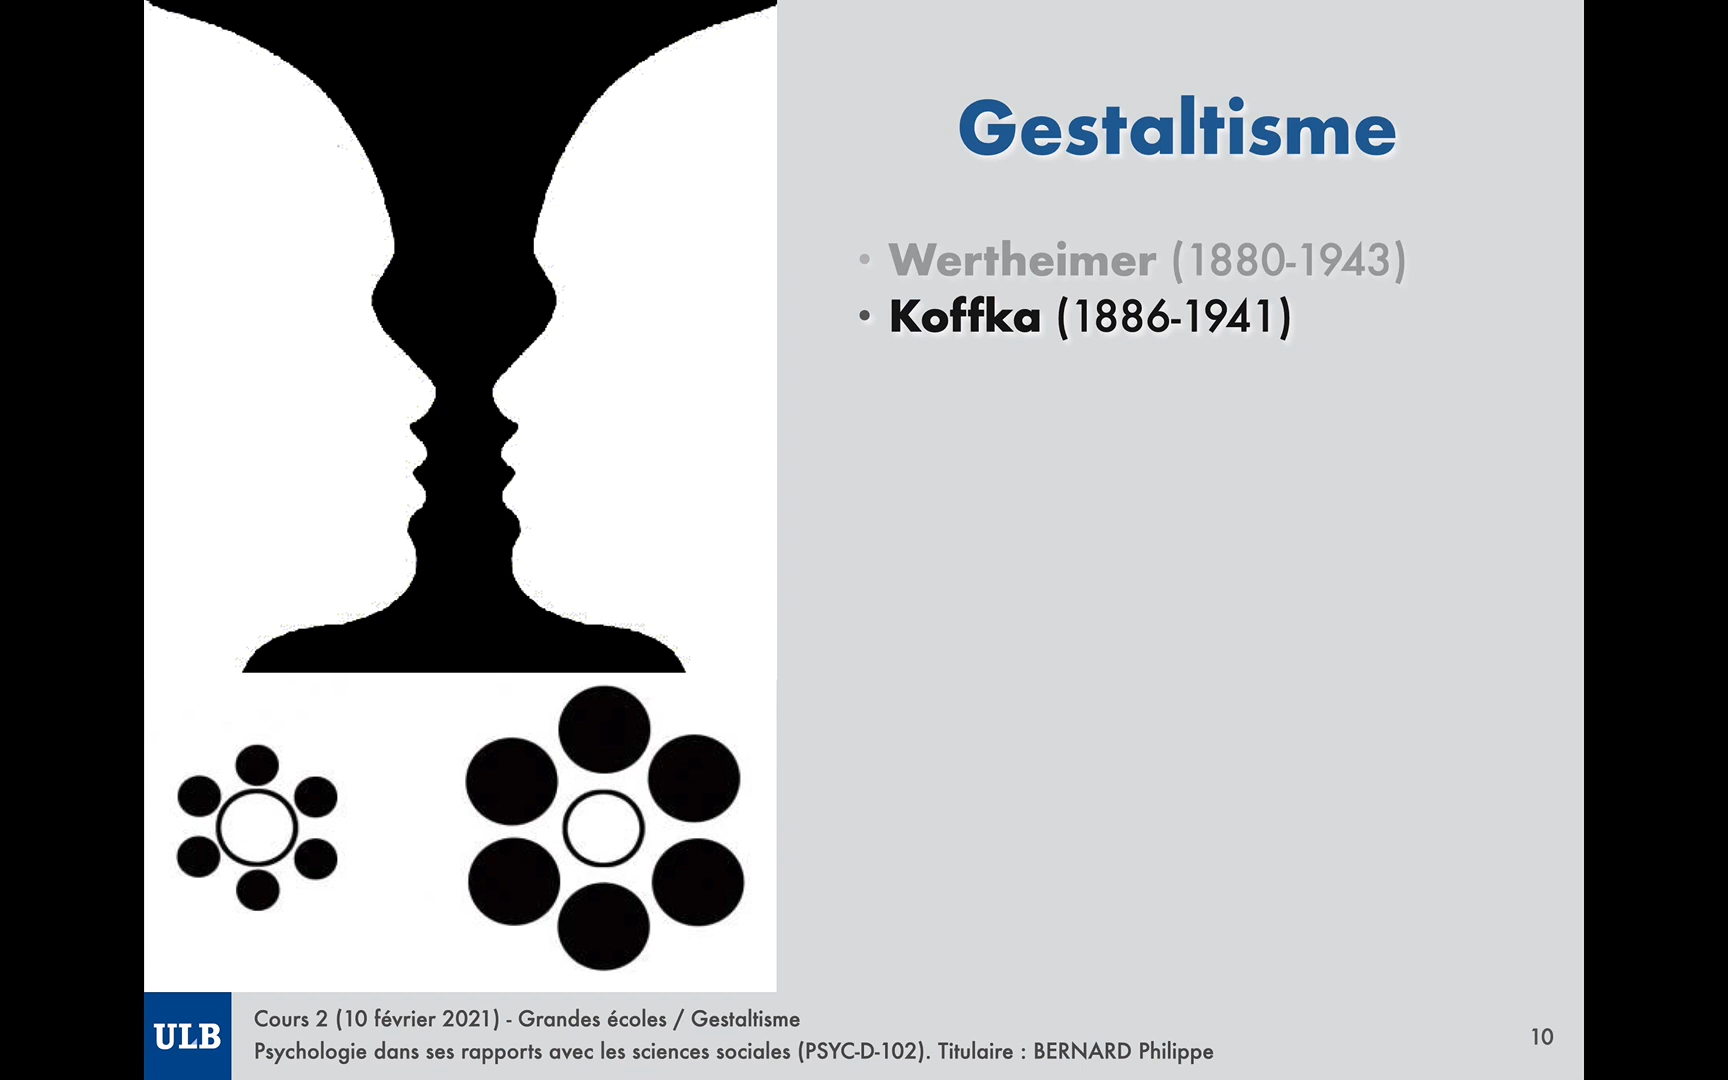 Gestaltisme
• Wertheimer (1880-1943)
• Koffka (1886-1941)
ULB
Cours 2 (10 février 2021) - Grandes écoles / Gestaltisme
Psychologie dans ses rapports avec les sciences sociales (PSYC-D-102). Titulaire : BERNARD Philippe
10